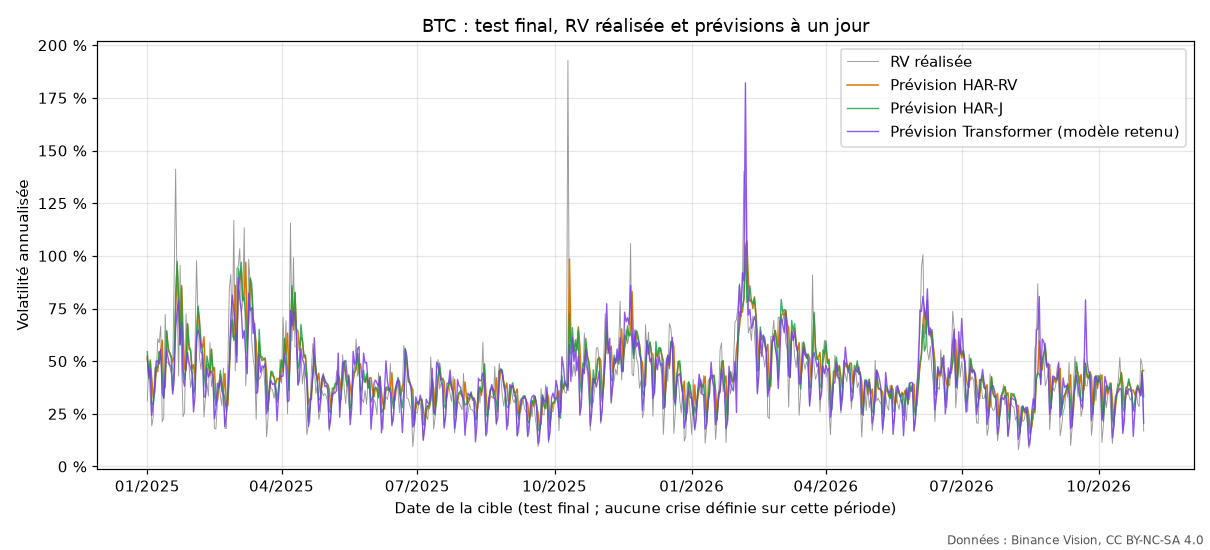 BTC : test final, RV réalisée et prévisions à un jour
200 %
175 %
150 %
125 %
100 %
75 %
50 %
25 %
0 %
Volatilité annualisée
RV réalisée
Prévision HAR-RV
Prévision HAR-J
Prévision Transformer (modèle retenu)
01/2025
04/2025
07/2025
10/2025
01/2026
04/2026
07/2026
10/2026
Date de la cible (test final ; aucune crise définie sur cette période)
Données : Binance Vision, CC BY-NC-SA 4.0